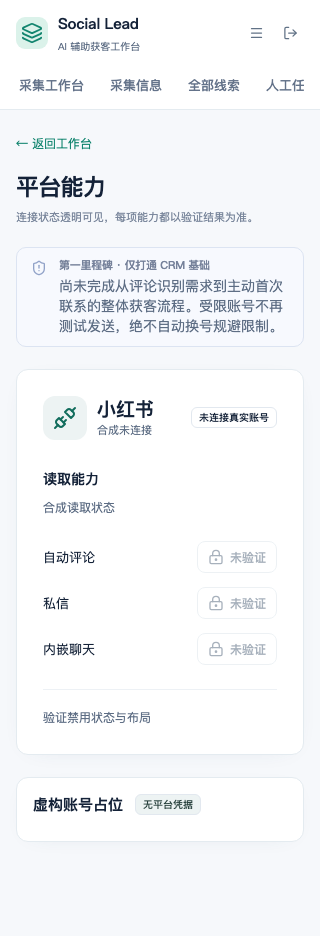 Social Lead
AI 辅助获客工作台
采集工作台 采集信息 全部线索 人工任
← 返回工作台
平台能力
连接状态透明可见，每项能力都以验证结果为准。
第一里程碑 · 仅打通 CRM 基础
尚未完成从评论识别需求到主动首次
联系的整体获客流程。受限账号不再
测试发送，绝不自动换号规避限制。
小红书
合成未连接
未连接真实账号
读取能力
合成读取状态
自动评论 未验证
私信 未验证
内嵌聊天 未验证
验证禁用状态与布局
虚构账号占位 无平台凭据